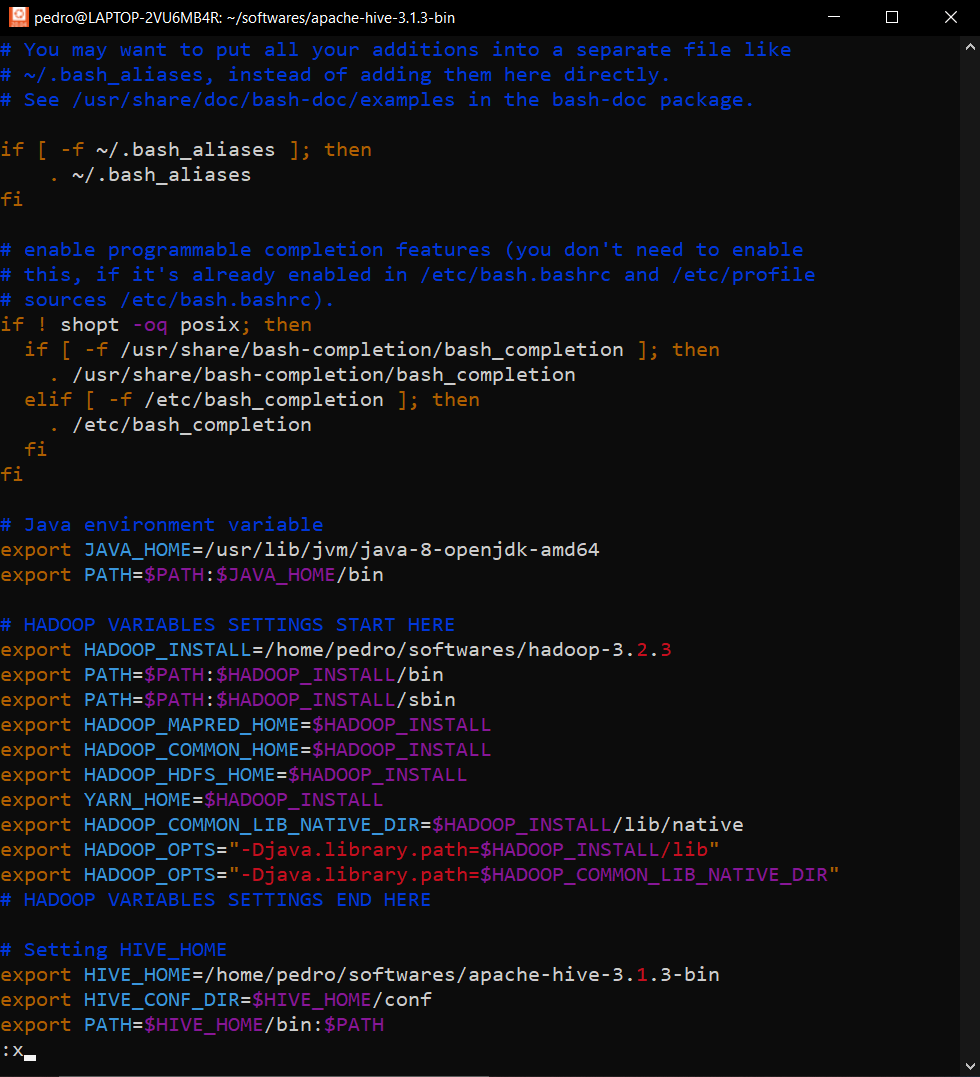 pedro@LAPTOP-2VU6MB4R: ~/softwares/apache-hive-3.1.3-bin
# You may want to put all your additions into a separate file like
# ~/.bash_aliases, instead of adding them here directly.
# See /usr/share/doc/bash-doc/examples in the bash-doc package.

if [ -f ~/.bash_aliases ]; then
    . ~/.bash_aliases
fi

# enable programmable completion features (you don't need to enable
# this, if it's already enabled in /etc/bash.bashrc and /etc/profile
# sources /etc/bash.bashrc).
if ! shopt -oq posix; then
  if [ -f /usr/share/bash-completion/bash_completion ]; then
    . /usr/share/bash-completion/bash_completion
  elif [ -f /etc/bash_completion ]; then
    . /etc/bash_completion
  fi
fi

# Java environment variable
export JAVA_HOME=/usr/lib/jvm/java-8-openjdk-amd64
export PATH=$PATH:$JAVA_HOME/bin

# HADOOP VARIABLES SETTINGS START HERE
export HADOOP_INSTALL=/home/pedro/softwares/hadoop-3.2.3
export PATH=$PATH:$HADOOP_INSTALL/bin
export PATH=$PATH:$HADOOP_INSTALL/sbin
export HADOOP_MAPRED_HOME=$HADOOP_INSTALL
export HADOOP_COMMON_HOME=$HADOOP_INSTALL
export HADOOP_HDFS_HOME=$HADOOP_INSTALL
export YARN_HOME=$HADOOP_INSTALL
export HADOOP_COMMON_LIB_NATIVE_DIR=$HADOOP_INSTALL/lib/native
export HADOOP_OPTS="-Djava.library.path=$HADOOP_INSTALL/lib"
export HADOOP_OPTS="-Djava.library.path=$HADOOP_COMMON_LIB_NATIVE_DIR"
# HADOOP VARIABLES SETTINGS END HERE

# Setting HIVE_HOME
export HIVE_HOME=/home/pedro/softwares/apache-hive-3.1.3-bin
export HIVE_CONF_DIR=$HIVE_HOME/conf
export PATH=$HIVE_HOME/bin:$PATH
:x